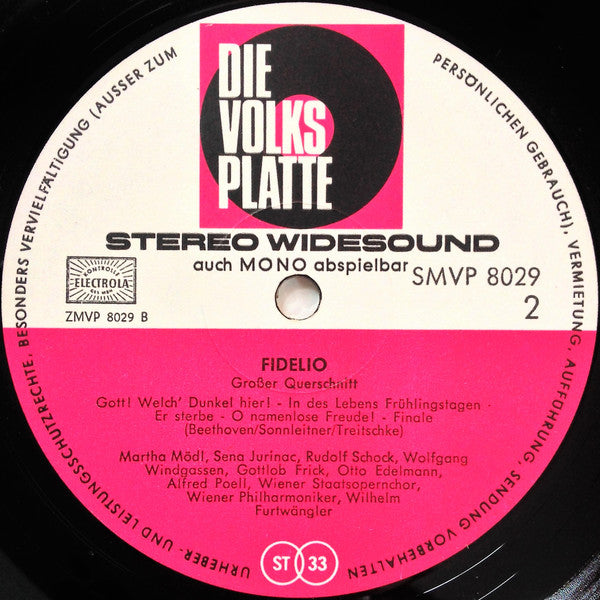 DIE
VOLKS
PLATTE
STEREO WIDESOUND
auch MONO abspielbar
SMVP 8029
2
KONTROLLE
ELECTROLA
ZMVP 8029 B
FIDELIO
Großer Querschnitt
Gott! Welch' Dunkel hier! - In des Lebens Frühlingstagen -
Er sterbe - O namenlose Freude! - Finale
(Beethoven/Sonnleitner/Treitschke)
Martha Mödl, Sena Jurinac, Rudolf Schock, Wolfgang
Windgassen, Gottlob Frick, Otto Edelmann,
Alfred Poell, Wiener Staatsopernchor,
Wiener Philharmoniker, Wilhelm
Furtwängler
ST 33
URHEBER- UND LEISTUNGSSCHUTZRECHTE, BESONDERS VERVIELFÄLTIGUNG (AUSSER ZUM PERSÖNLICHEN GEBRAUCH), VERMIETUNG, AUFFÜHRUNG, SENDUNG VORBEHALTEN